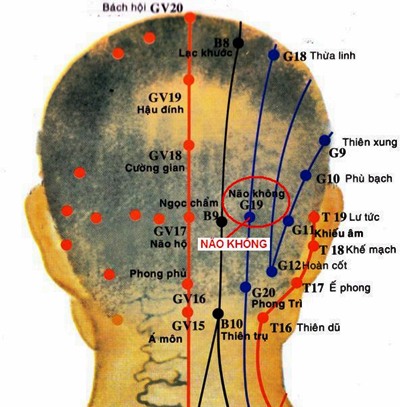 Bách hội GV20
B8
Lạc khước
G18 Thừa linh
GV19
Hậu đính
GV18
Cường gian
G9
Thiên xung
G10 Phù bạch
Não không
G19
Ngọc chẩm
B9
GV17
Não hộ
NÃO KHÔNG
G11
T 19 Lư tức
Khiếu âm
T 18 Khế mạch
G12 Hoàn cốt
Phong phủ
GV16
G20
Phong Trì
T17 Ế phong
GV15
Á môn
B10
Thiên trụ
T16 Thiên dũ